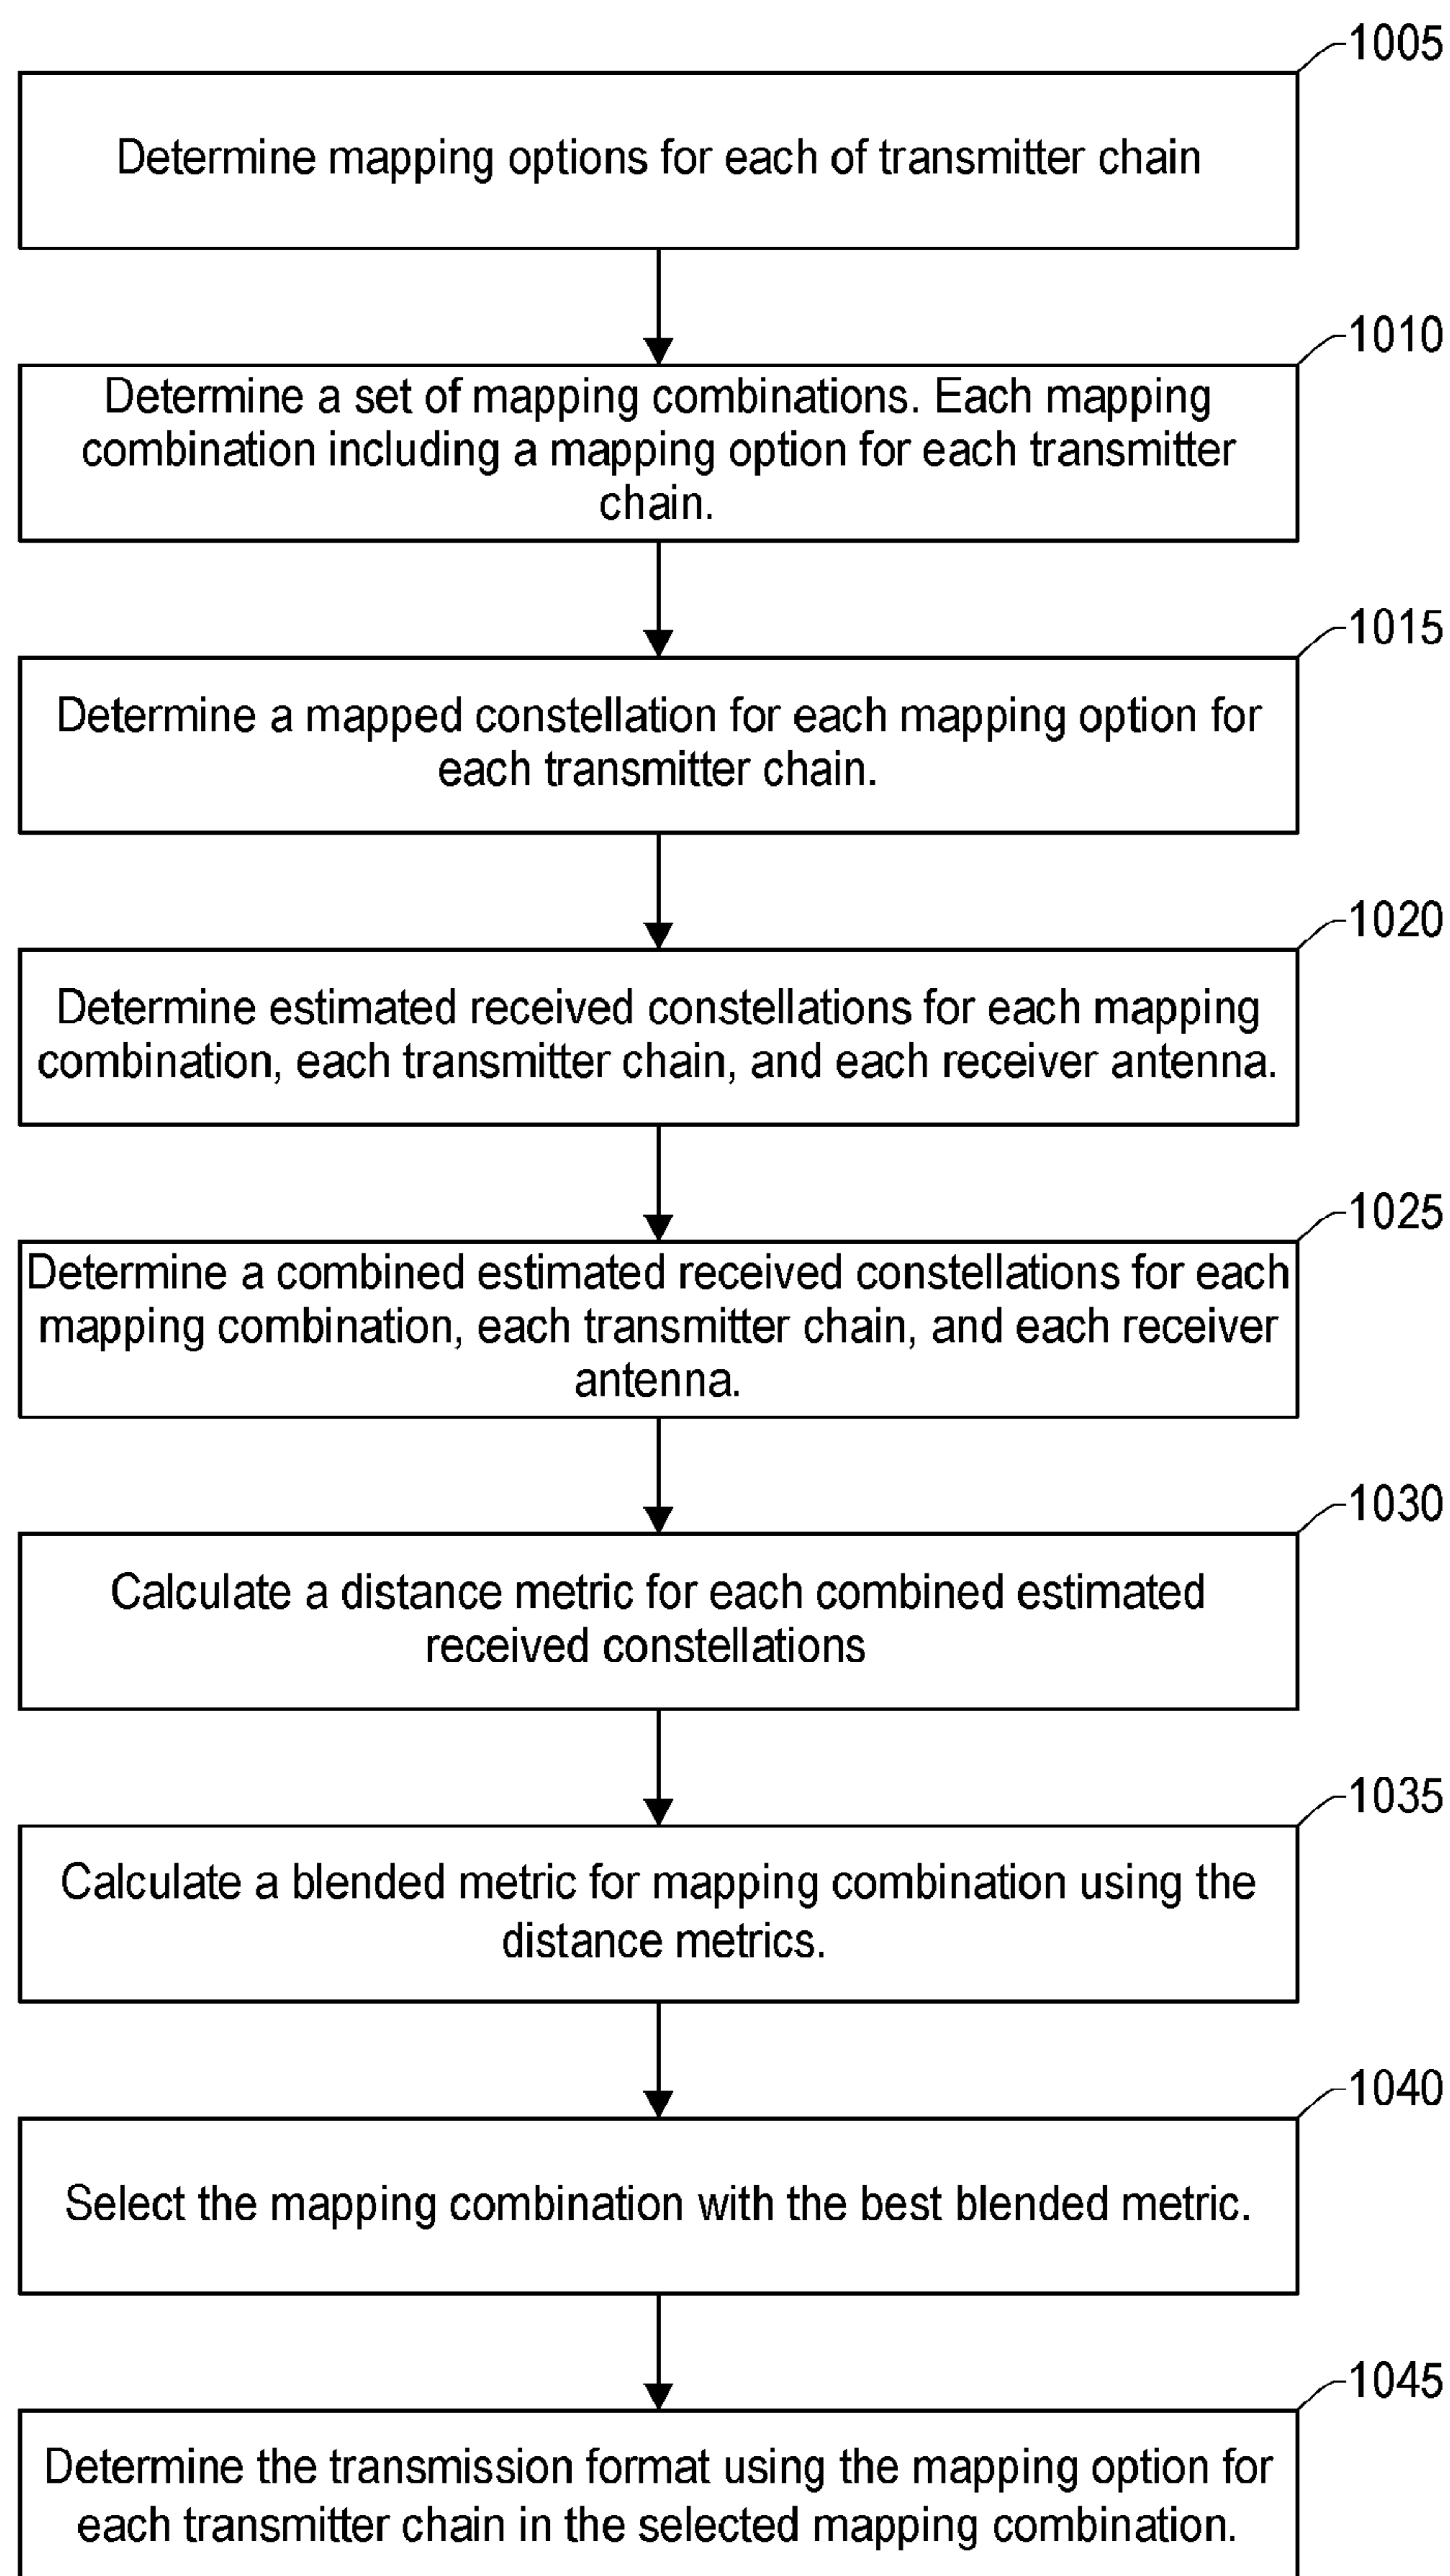 1005
Determine mapping options for each of transmitter chain
1010
Determine a set of mapping combinations. Each mapping
combination including a mapping option for each transmitter
chain.
1015
Determine a mapped constellation for each mapping option for
each transmitter chain.
1020
Determine estimated received constellations for each mapping
combination, each transmitter chain, and each receiver antenna.
1025
Determine a combined estimated received constellations for each
mapping combination, each transmitter chain, and each receiver
antenna.
1030
Calculate a distance metric for each combined estimated
received constellations
1035
Calculate a blended metric for mapping combination using the
distance metrics.
1040
Select the mapping combination with the best blended metric.
1045
Determine the transmission format using the mapping option for
each transmitter chain in the selected mapping combination.